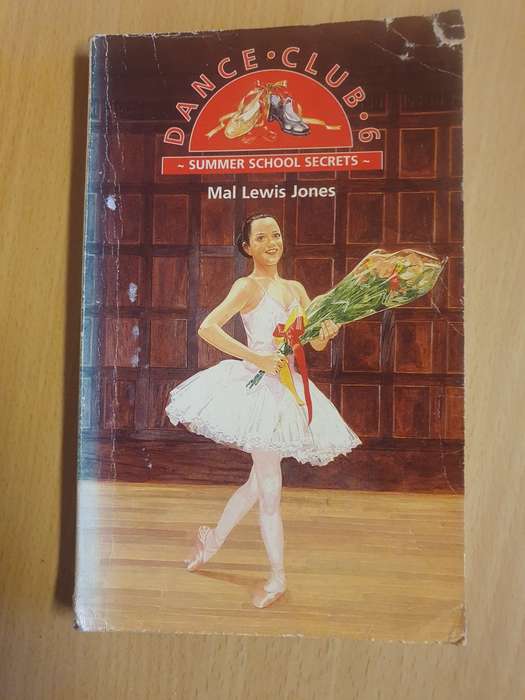 DANCE•CLUB•6
~ SUMMER SCHOOL SECRETS ~
Mal Lewis Jones